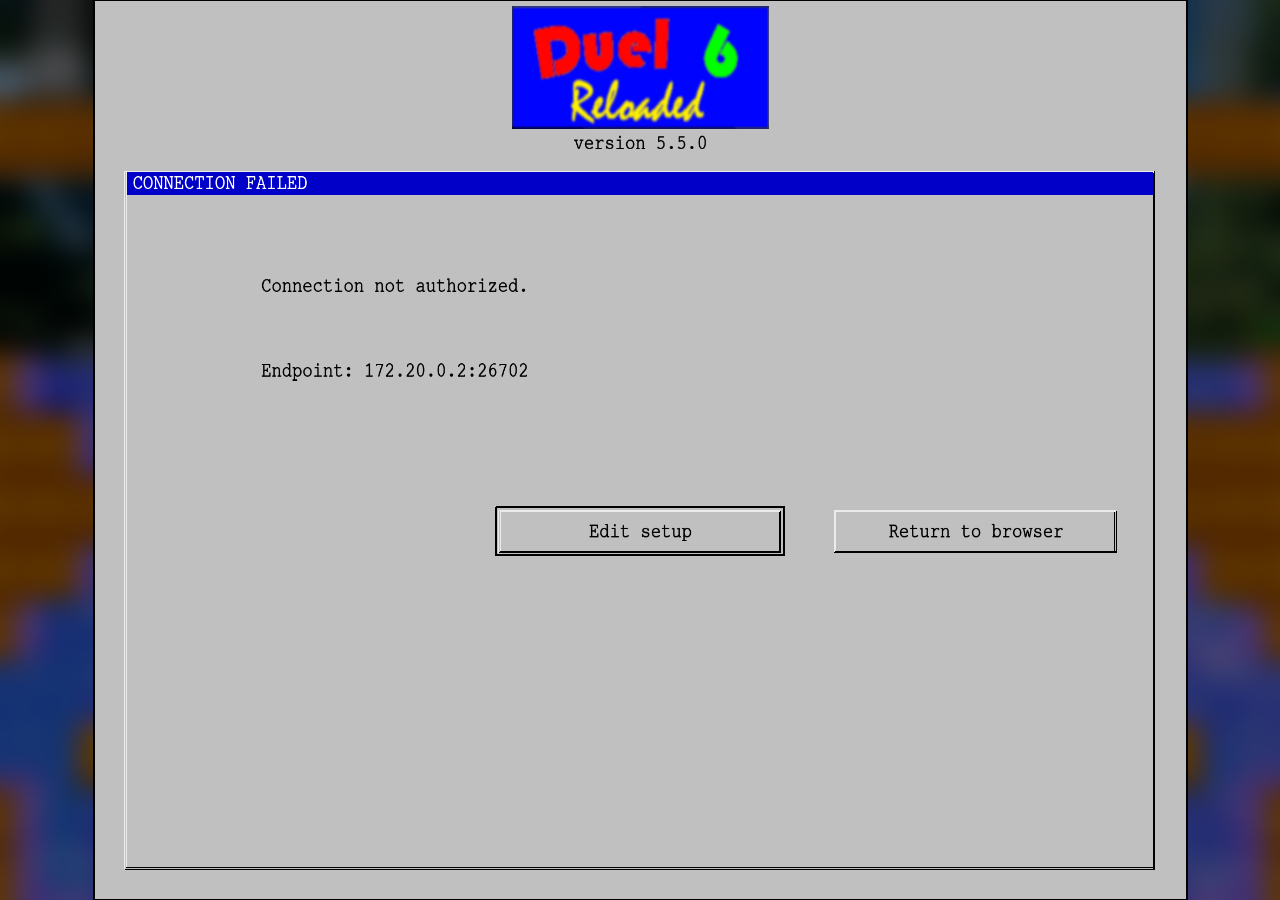 Duel 6
Reloaded
version 5.5.0
CONNECTION FAILED
Connection not authorized.
Endpoint: 172.20.0.2:26702
Edit setup
Return to browser